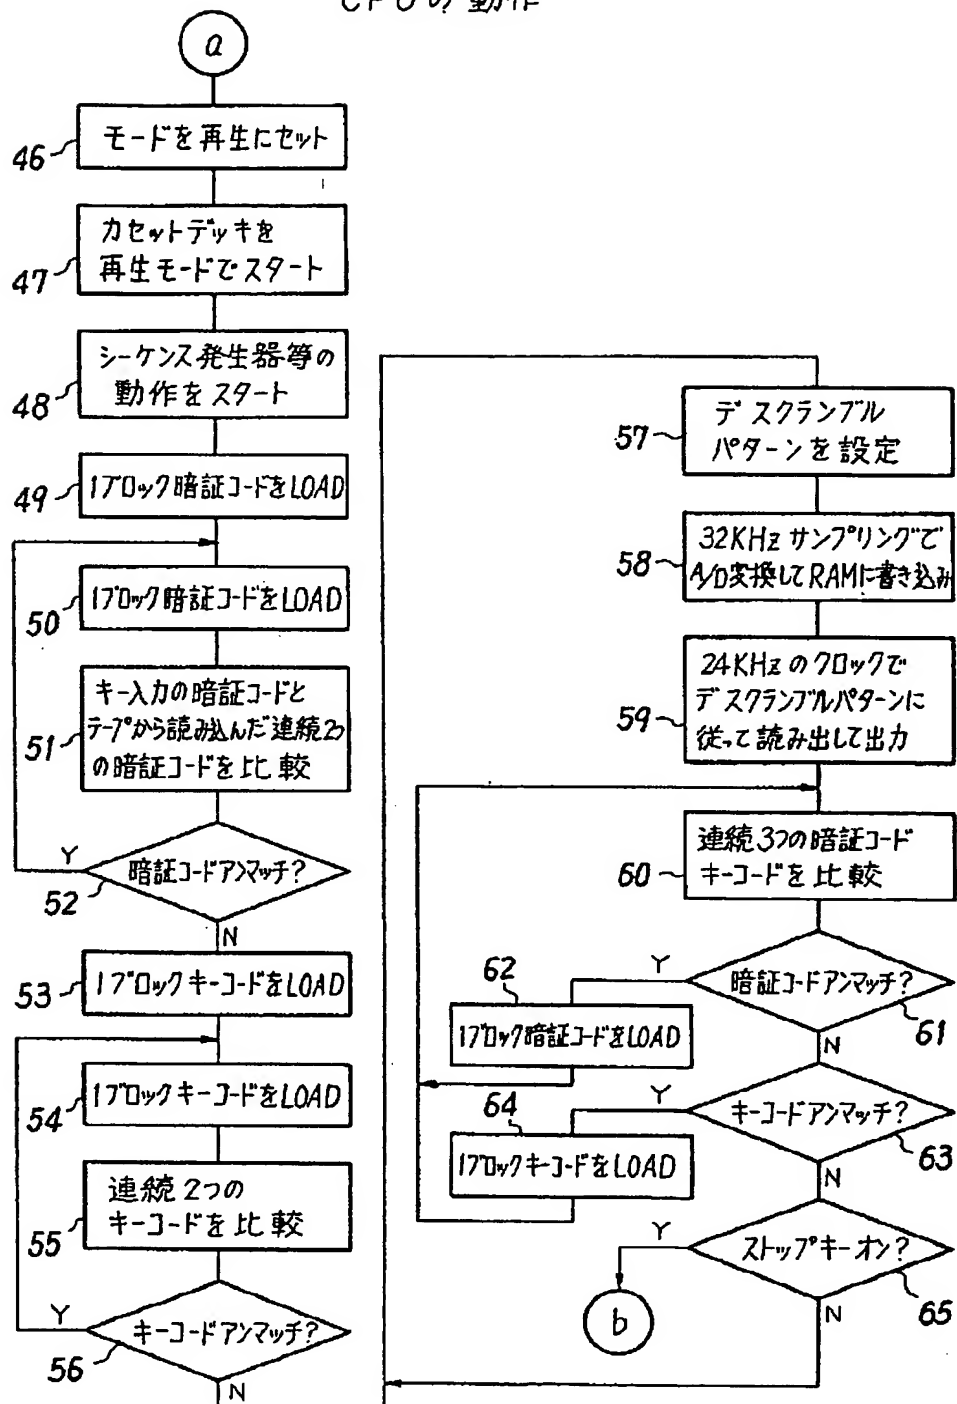 CPUの動作
a
46
モードを再生にセット
47
カセットデッキを
再生モードでスタート
48
シーケンス発生器等の
動作をスタート
49
1ブロック暗証コードをLOAD
50
1ブロック暗証コードをLOAD
51
キー入力の暗証コードと
テープから読み込んだ連続2つ
の暗証コードを比較
Y
暗証コードアンマッチ?
52
N
53
1ブロックキーコードをLOAD
54
1ブロックキーコードをLOAD
55
連続2つの
キーコードを比較
Y
キーコードアンマッチ?
56
N
57
デスクランブル
パターンを設定
58
32KHzサンプリングで
A/D変換してRAMに書き込み
59
24KHzのクロックで
デスクランブルパターンに
従って読み出して出力
60
連続3つの暗証コード
キーコードを比較
Y
暗証コードアンマッチ?
61
62
1ブロック暗証コードをLOAD
N
Y
キーコードアンマッチ?
63
64
1ブロックキーコードをLOAD
N
Y
ストップキーオン?
65
b
N